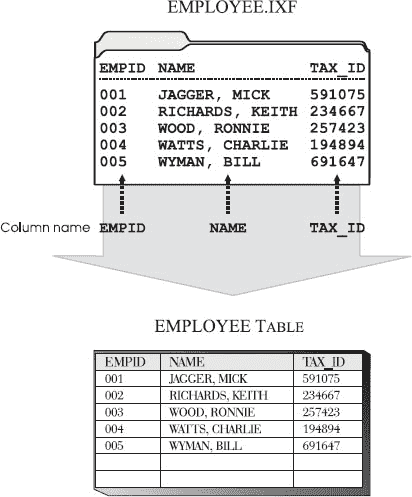 EMPLOYEE.IXF
EMPID NAME TAX_ID
001 JAGGER, MICK 591075
002 RICHARDS, KEITH 234667
003 WOOD, RONNIE 257423
004 WATTS, CHARLIE 194894
005 WYMAN, BILL 691647
Column name EMPID NAME TAX_ID
EMPLOYEE TABLE
EMPID NAME TAX_ID
001 JAGGER, MICK 591075
002 RICHARDS, KEITH 234667
003 WOOD, RONNIE 257423
004 WATTS, CHARLIE 194894
005 WYMAN, BILL 691647